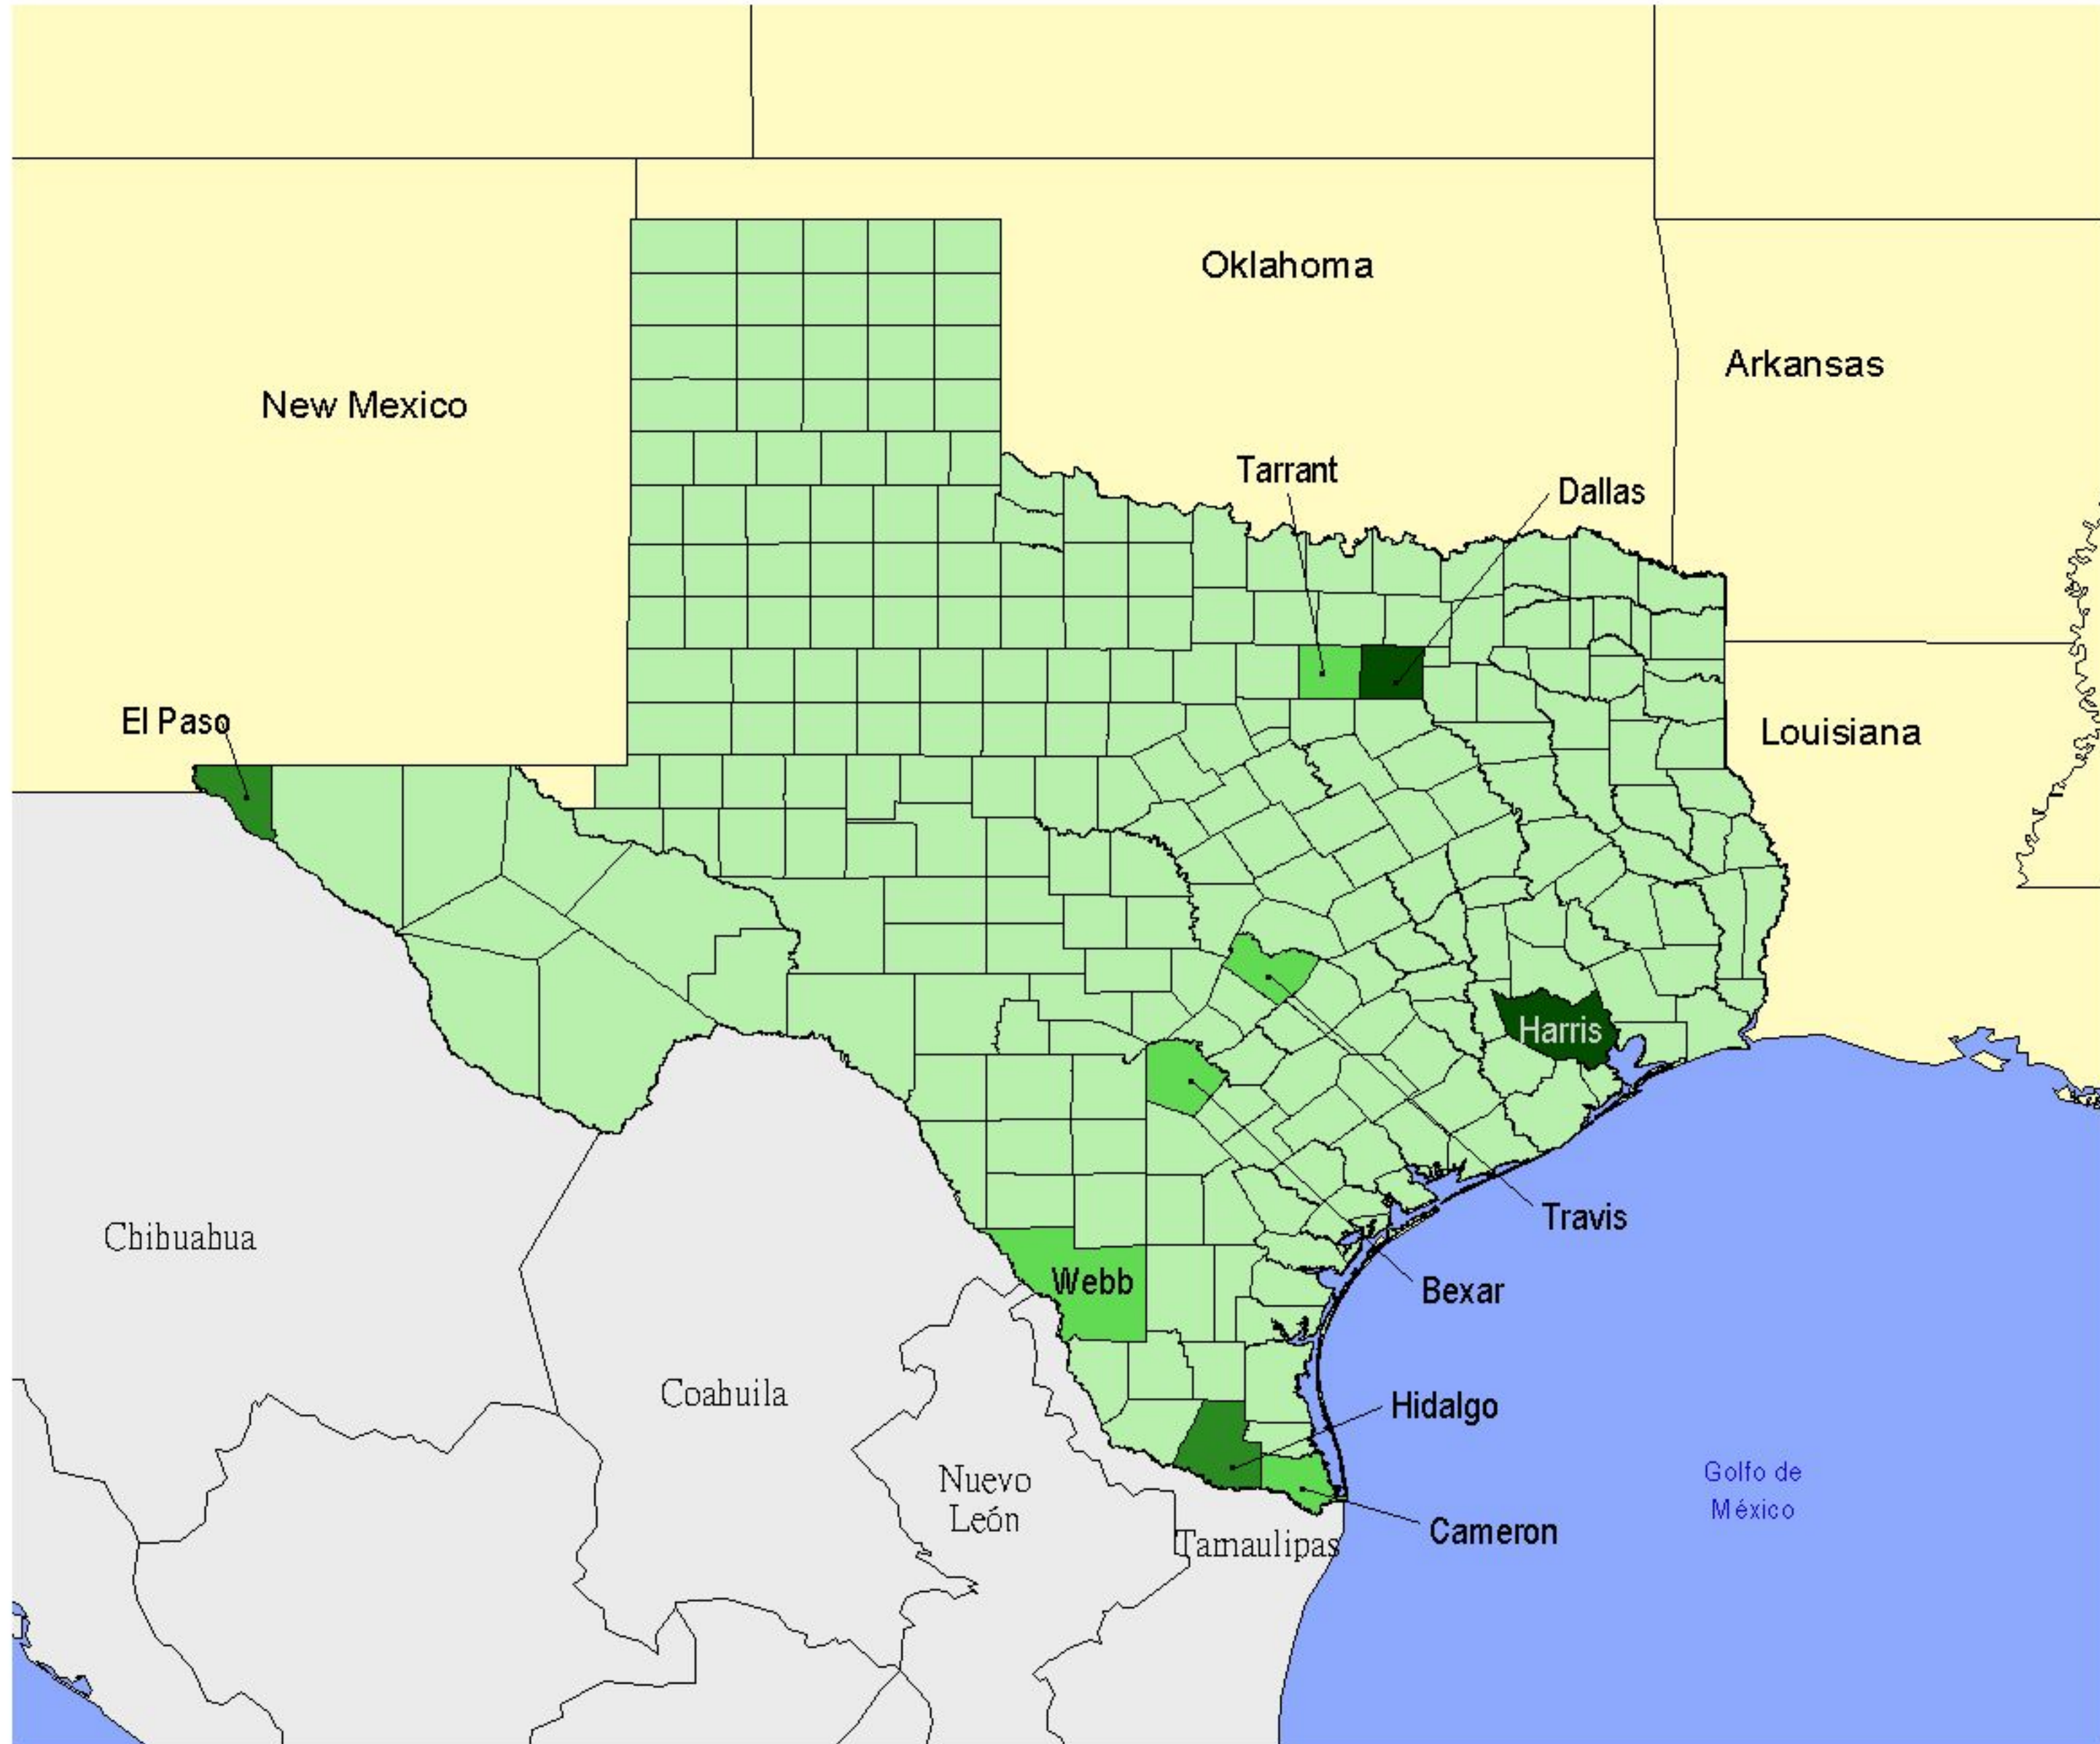 Oklahoma
Arkansas
New Mexico
Tarrant
Dallas
El Paso
Louisiana
Harris
Travis
Chihuahua
Webb
Bexar
Coahuila
Hidalgo
Nuevo
León
Golfo de
México
Cameron
Tamaulipas